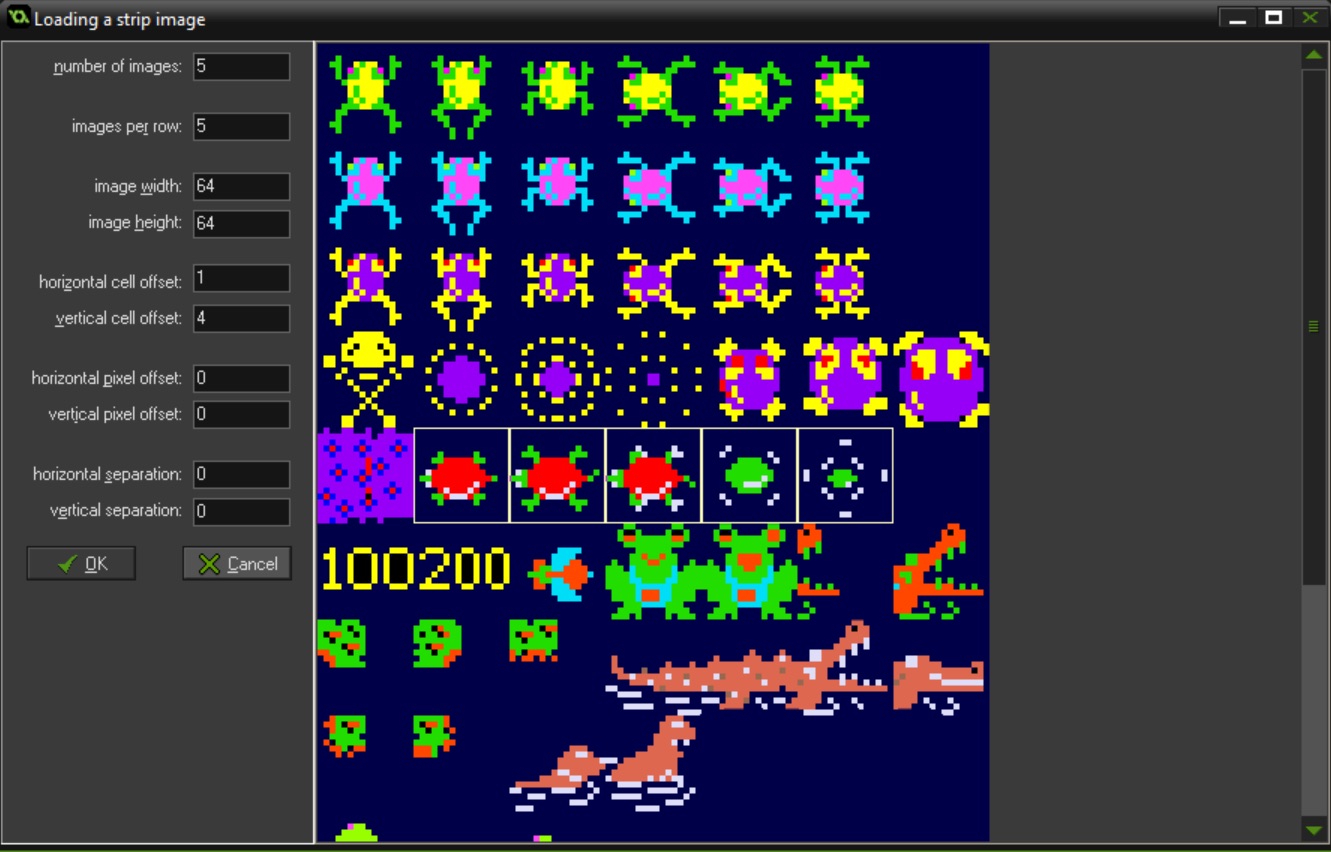 Loading a strip image
number of images: 5
images per row: 5
image width: 64
image height: 64
horizontal cell offset: 1
vertical cell offset: 4
horizontal pixel offset: 0
vertical pixel offset: 0
horizontal separation: 0
vertical separation: 0
OK Cancel
100200